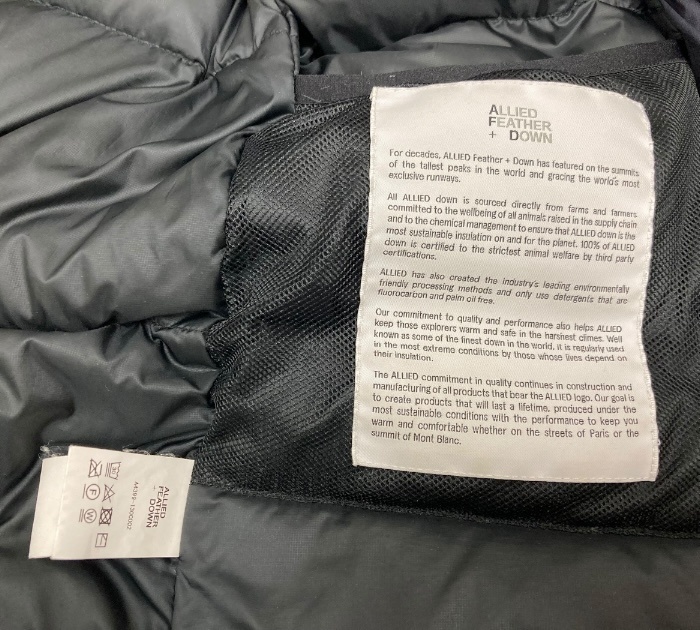 ALLIED
FEATHER
+ DOWN
For decades, ALLIED Feather + Down has featured on the summits
of the tallest peaks in the world and gracing the world's most
exclusive runways.
All ALLIED down is sourced directly from farms and farmers
committed to the wellbeing of all animals raised in the supply chain
and to the chemical management to ensure that ALLIED down is the
most sustainable insulation on and for the planet. 100% of ALLIED
down is certified to the strictest animal welfare by third party
certifications.
ALLIED has also created the industry's leading environmentally
friendly processing methods and only use detergents that are
fluorocarbon and palm oil free.
Our commitment to quality and performance also helps ALLIED
keep those explorers warm and safe in the harshest climes. Well
known as some of the finest down in the world, it is regularly used
in the most extreme conditions by those whose lives depend on
their insulation.
The ALLIED commitment in quality continues in construction and
manufacturing of all products that bear the ALLIED logo. Our goal is
to create products that will last a lifetime, produced under the
most sustainable conditions with the performance to keep you
warm and comfortable whether on the streets of Paris or the
summit of Mont Blanc.
ALLIED
FEATHER
+ DOWN
F
W